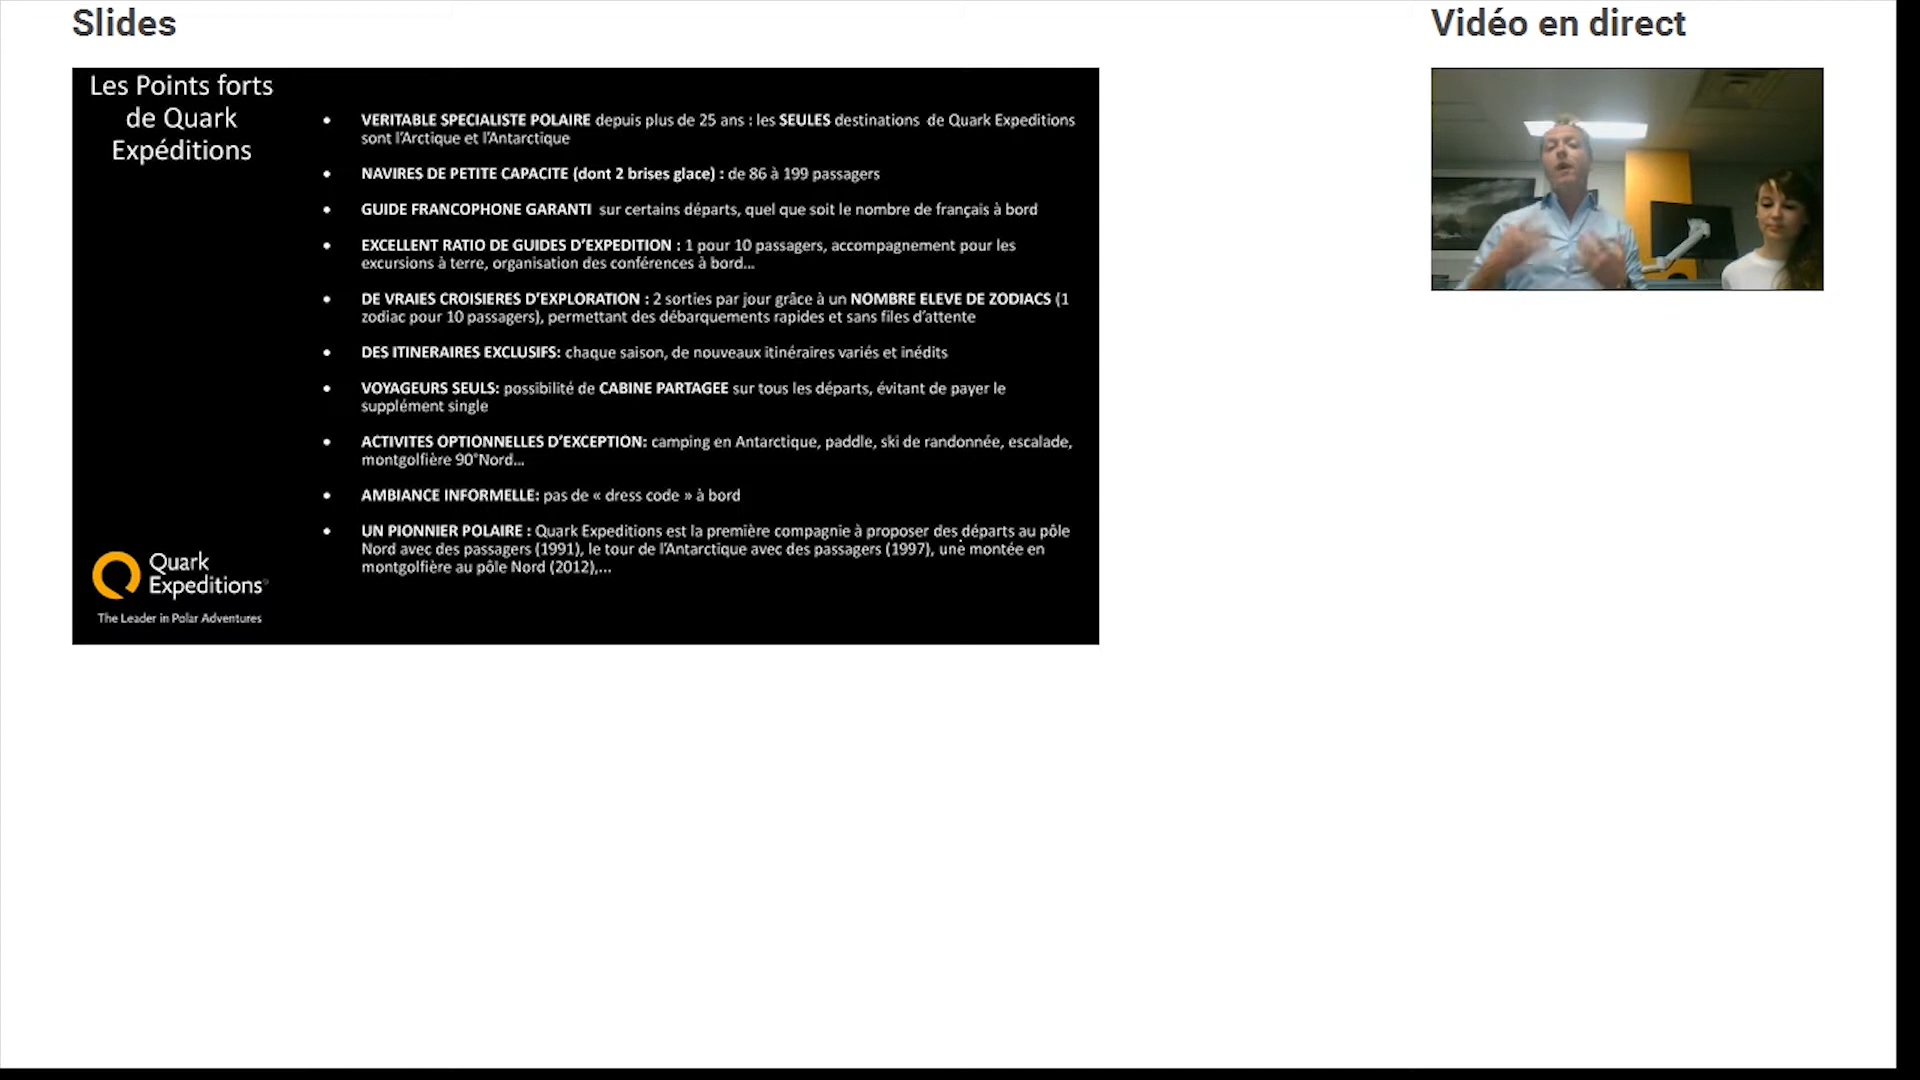 Slides
Vidéo en direct
Les Points forts
de Quark
Expéditions
• VERITABLE SPECIALISTE POLAIRE depuis plus de 25 ans : les SEULES destinations de Quark Expeditions
sont l'Arctique et l'Antarctique
• NAVIRES DE PETITE CAPACITE (dont 2 brises glace) : de 86 à 199 passagers
• GUIDE FRANCOPHONE GARANTI sur certains départs, quel que soit le nombre de français à bord
• EXCELLENT RATIO DE GUIDES D'EXPEDITION : 1 pour 10 passagers, accompagnement pour les
excursions à terre, organisation des conférences à bord...
• DE VRAIES CROISIERES D'EXPLORATION : 2 sorties par jour grâce à un NOMBRE ELEVE DE ZODIACS (1
zodiac pour 10 passagers), permettant des débarquements rapides et sans files d'attente
• DES ITINERAIRES EXCLUSIFS: chaque saison, de nouveaux itinéraires variés et inédits
• VOYAGEURS SEULS: possibilité de CABINE PARTAGEE sur tous les départs, évitant de payer le
supplément single
• ACTIVITES OPTIONNELLES D'EXCEPTION: camping en Antarctique, paddle, ski de randonnée, escalade,
montgolfière 90°Nord...
• AMBIANCE INFORMELLE: pas de « dress code » à bord
• UN PIONNIER POLAIRE : Quark Expeditions est la première compagnie à proposer des départs au pôle
Nord avec des passagers (1991), le tour de l'Antarctique avec des passagers (1997), une montée en
montgolfière au pôle Nord (2012),...
Quark
Expeditions®
The Leader in Polar Adventures